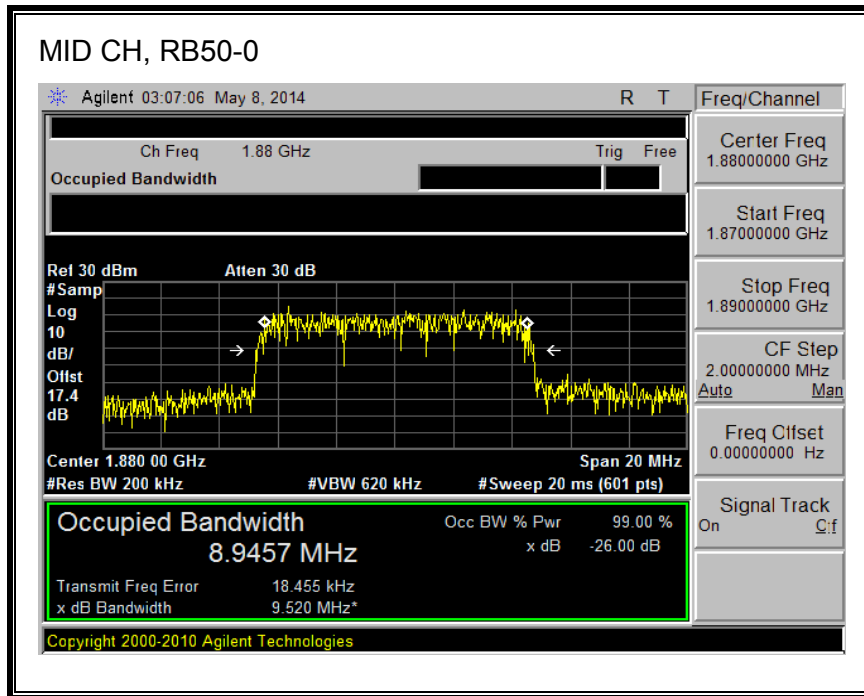 MID CH, RB50-0
Agilent 03:07:06 May 8, 2014 R T
Freq/Channel
Ch Freq 1.88 GHz Trig Free
Occupied Bandwidth
Center Freq
1.88000000 GHz
Start Freq
1.87000000 GHz
Stop Freq
1.89000000 GHz
CF Step
2.00000000 MHz
Auto Man
Freq Offset
0.00000000 Hz
Signal Track
On Off
Ref 30 dBm Atten 30 dB
#Samp
Log
10
dB/
Offst
17.4
dB
Center 1.880 00 GHz Span 20 MHz
#Res BW 200 kHz #VBW 620 kHz #Sweep 20 ms (601 pts)
Occupied Bandwidth
8.9457 MHz
Occ BW % Pwr 99.00 %
x dB -26.00 dB
Transmit Freq Error 18.455 kHz
x dB Bandwidth 9.520 MHz*
Copyright 2000-2010 Agilent Technologies